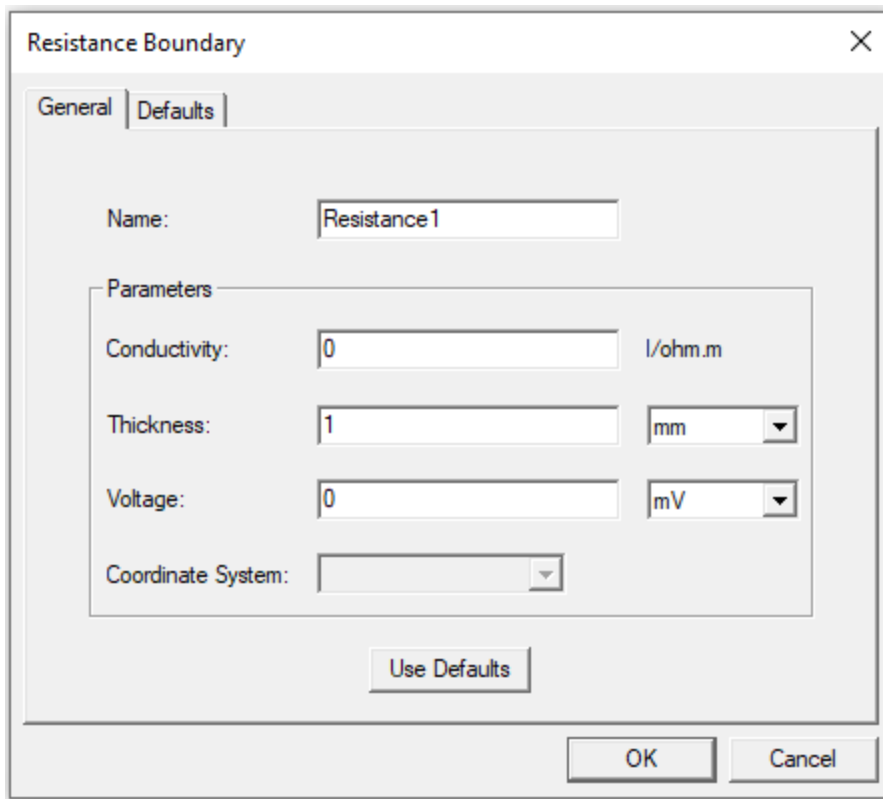 Resistance Boundary
General Defaults
Name: Resistance1
Parameters
Conductivity: 0 l/ohm.m
Thickness: 1 mm
Voltage: 0 mV
Coordinate System:
Use Defaults
OK Cancel